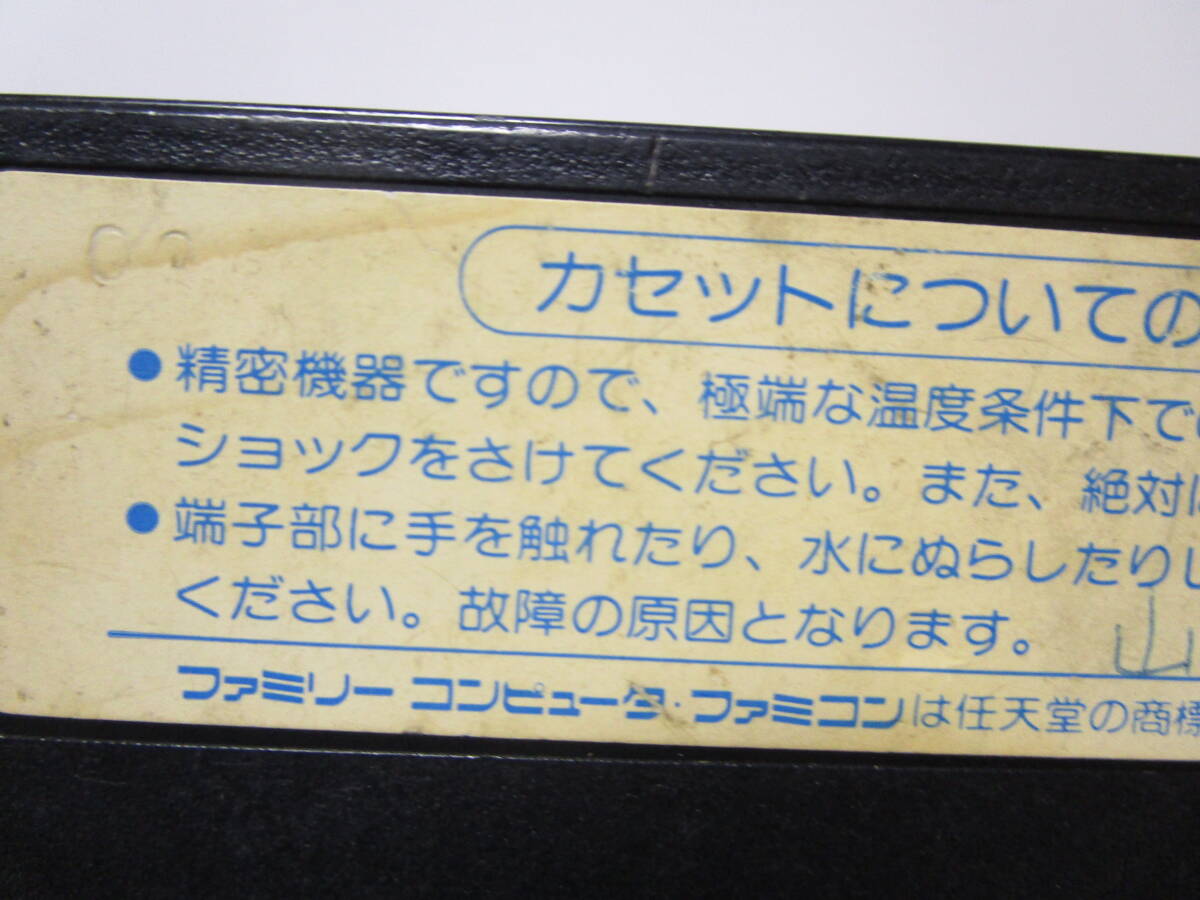 カセットについての
●精密機器ですので、極端な温度条件下で
ショックをさけてください。また、絶対に
●端子部に手を触れたり、水にぬらしたりし
ください。故障の原因となります。
山
ファミリー コンピュータ・ファミコンは任天堂の商標